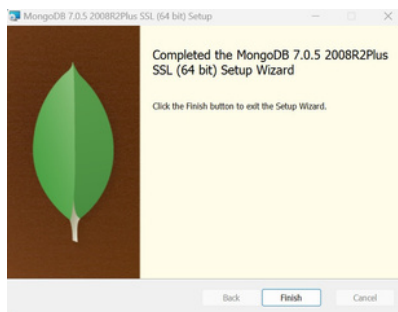 MongoDB 7.0.5 2008R2Plus SSL (64 bit) Setup
Completed the MongoDB 7.0.5 2008R2Plus
SSL (64 bit) Setup Wizard
Click the Finish button to exit the Setup Wizard.
Back Finish Cancel